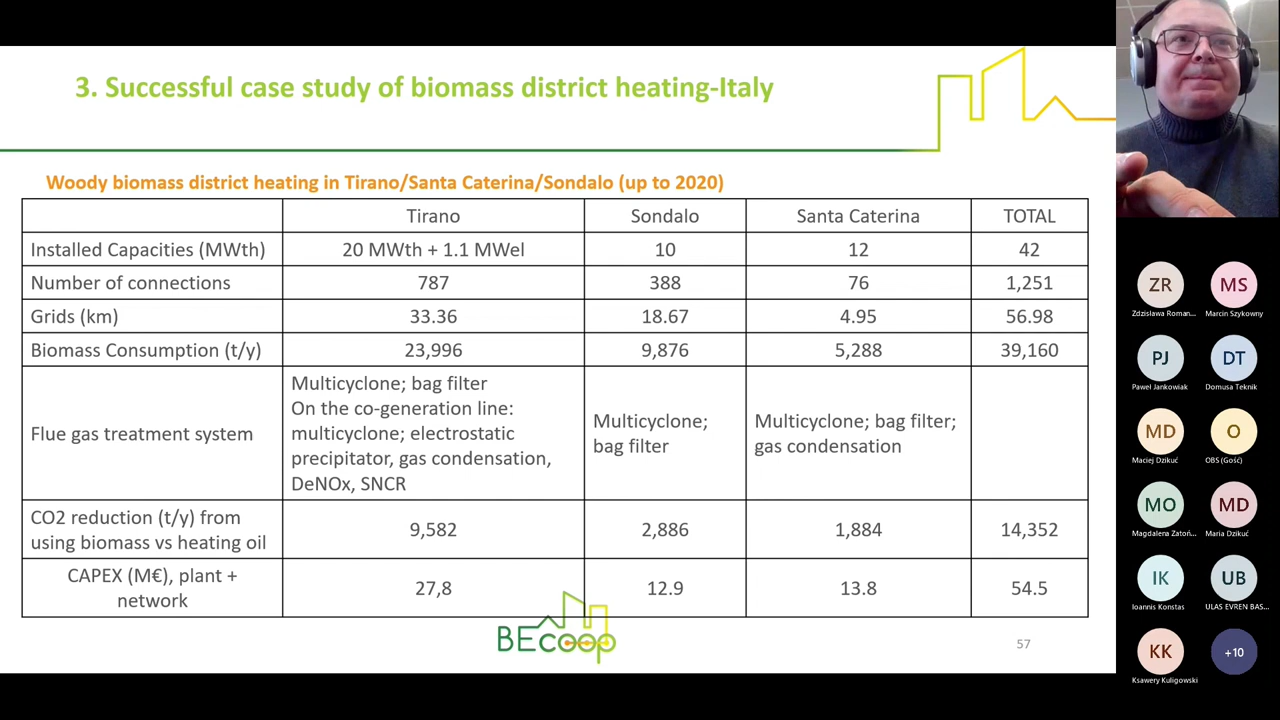 3. Successful case study of biomass district heating-Italy
Woody biomass district heating in Tirano/Santa Caterina/Sondalo (up to 2020)
Tirano Sondalo Santa Caterina TOTAL
Installed Capacities (MWth) 20 MWth + 1.1 MWel 10 12 42
Number of connections 787 388 76 1,251
Grids (km) 33.36 18.67 4.95 56.98
Biomass Consumption (t/y) 23,996 9,876 5,288 39,160
Flue gas treatment system
Multicyclone; bag filter
On the co-generation line:
multicyclone; electrostatic
precipitator, gas condensation,
DeNOx, SNCR
Multicyclone;
bag filter
Multicyclone; bag filter;
gas condensation
CO2 reduction (t/y) from
using biomass vs heating oil
9,582 2,886 1,884 14,352
CAPEX (M€), plant +
network
27,8 12.9 13.8 54.5
BECoop
57
ZR MS
Zdzisława Roman... Marcin Szykowny
PJ DT
Paweł Jankowiak Domusa Teknik
MD O
Maciej Dzikuć OBS (Gość)
MO MD
Magdalena Zatoń... Maria Dzikuć
IK UB
Ioannis Konstas ULAS EVREN BAS...
KK +10
Ksawery Kuligowski